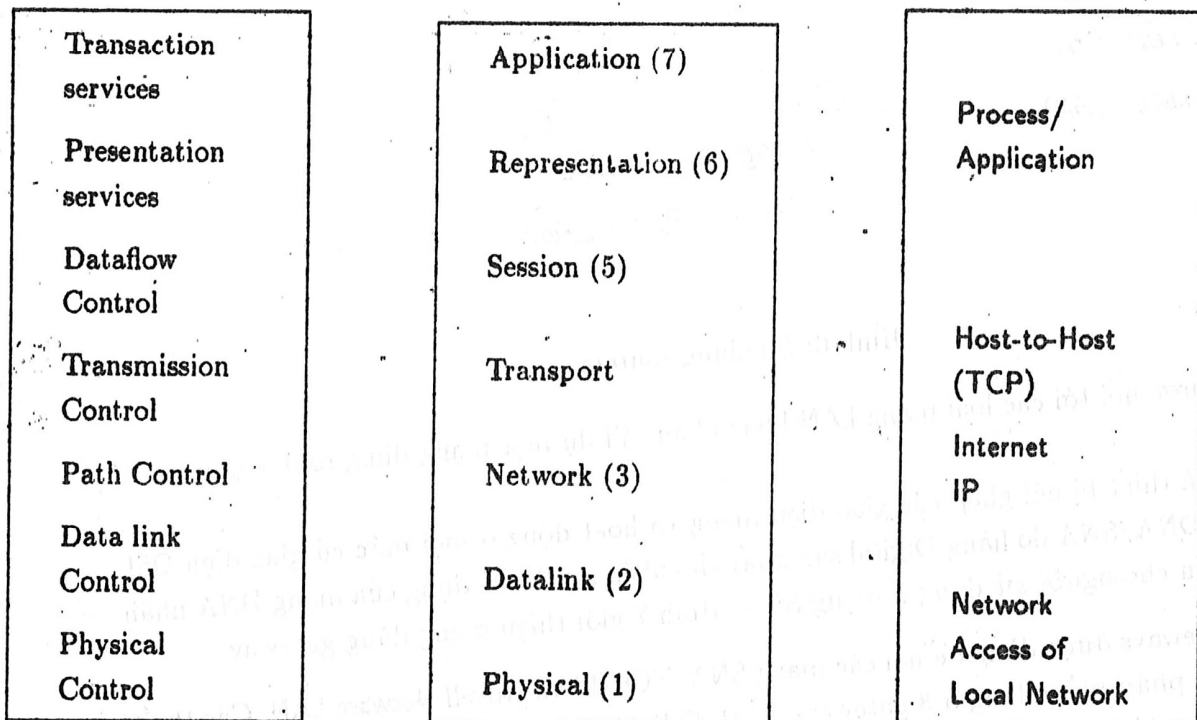 Transaction
services
Presentation
services
Dataflow
Control
Transmission
Control
Path Control
Data link
Control
Physical
Control
Application (7)
Representation (6)
Session (5)
Transport
Network (3)
Datalink (2)
Physical (1)
Process/
Application
Host-to-Host
(TCP)
Internet
IP
Network
Access of
Local Network